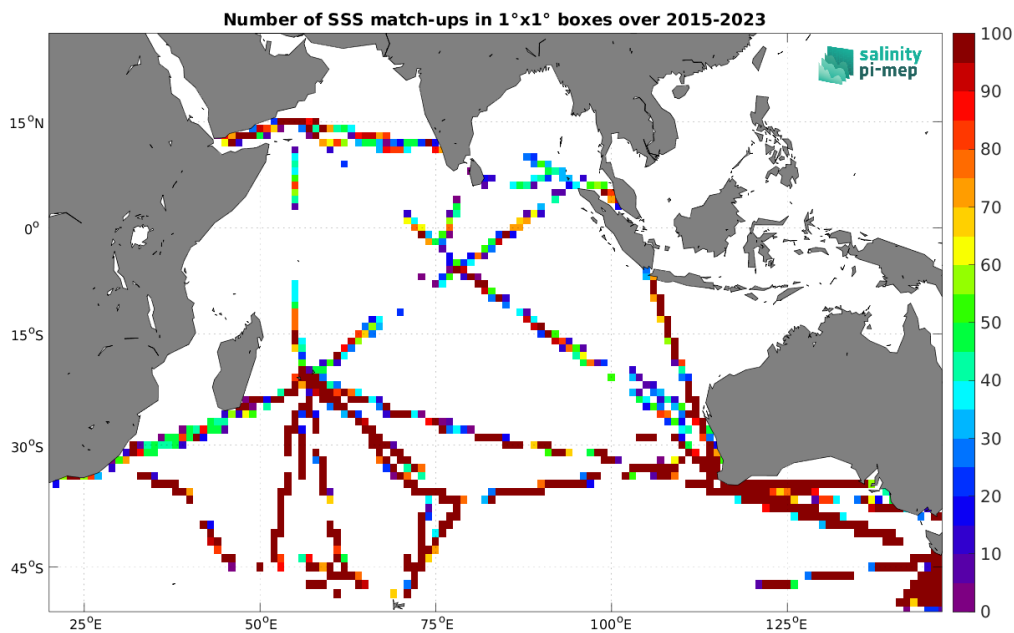 Number of SSS match-ups in 1°x1° boxes over 2015-2023
salinity
pi-mep
15°N
0°
15°S
30°S
45°S
25°E
50°E
75°E
100°E
125°E
100
90
80
70
60
50
40
30
20
10
0